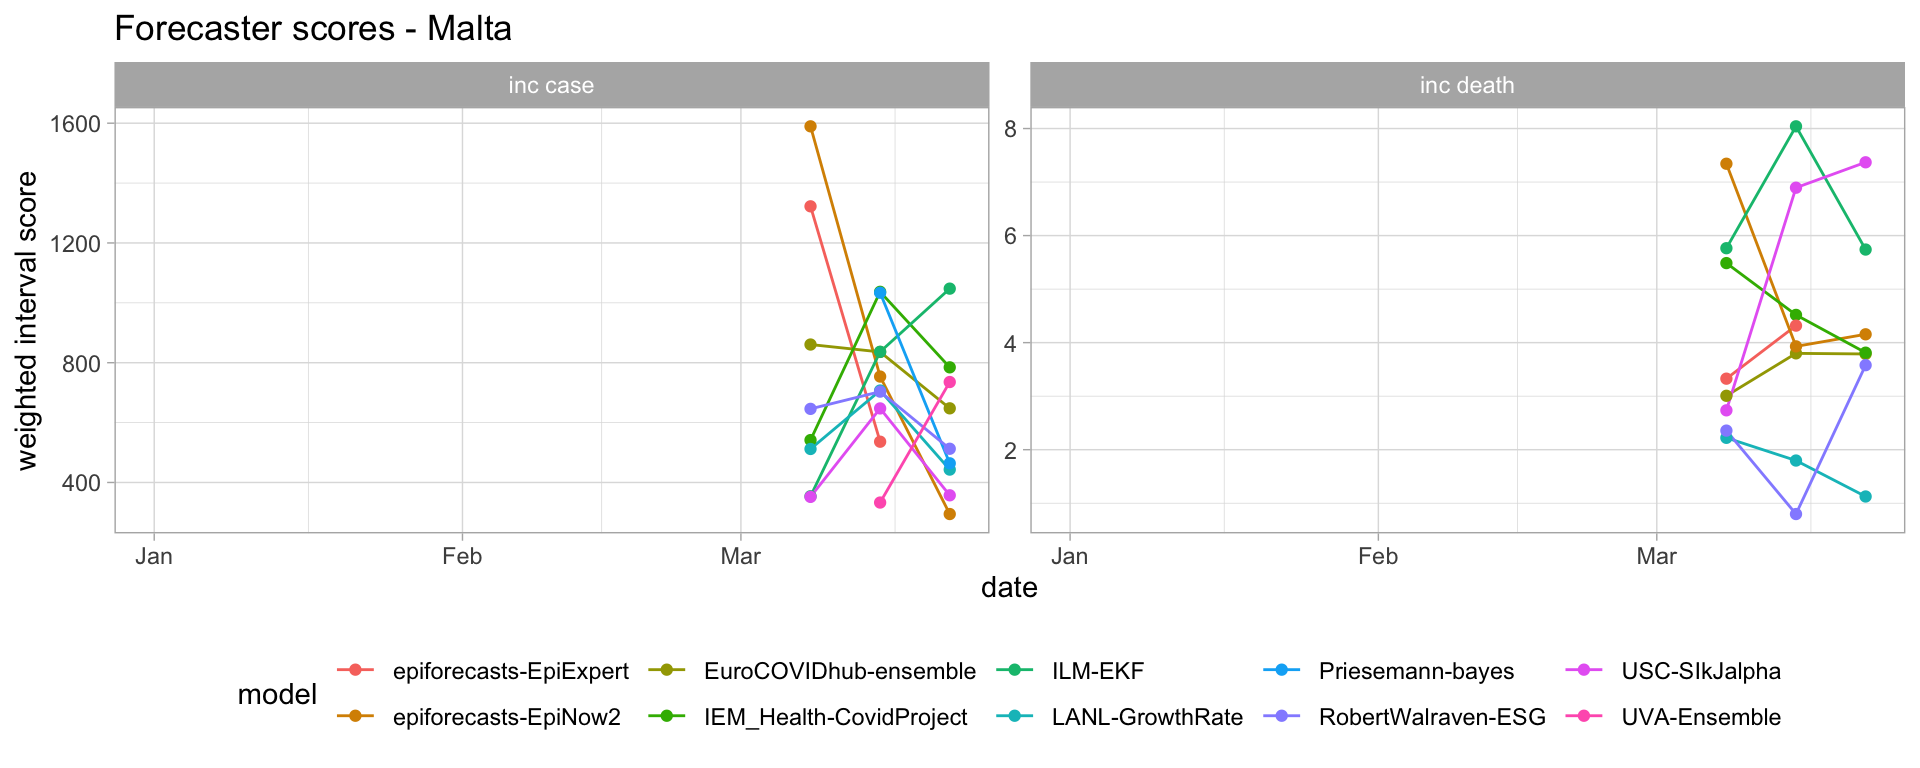 Forecaster scores - Malta
inc case
inc death
weighted interval score
1600
1200
800
400
8
6
4
2
Jan
Feb
Mar
Jan
Feb
Mar
date
model
epiforecasts-EpiExpert
EuroCOVIDhub-ensemble
ILM-EKF
Priesemann-bayes
USC-SIkJalpha
epiforecasts-EpiNow2
IEM_Health-CovidProject
LANL-GrowthRate
RobertWalraven-ESG
UVA-Ensemble